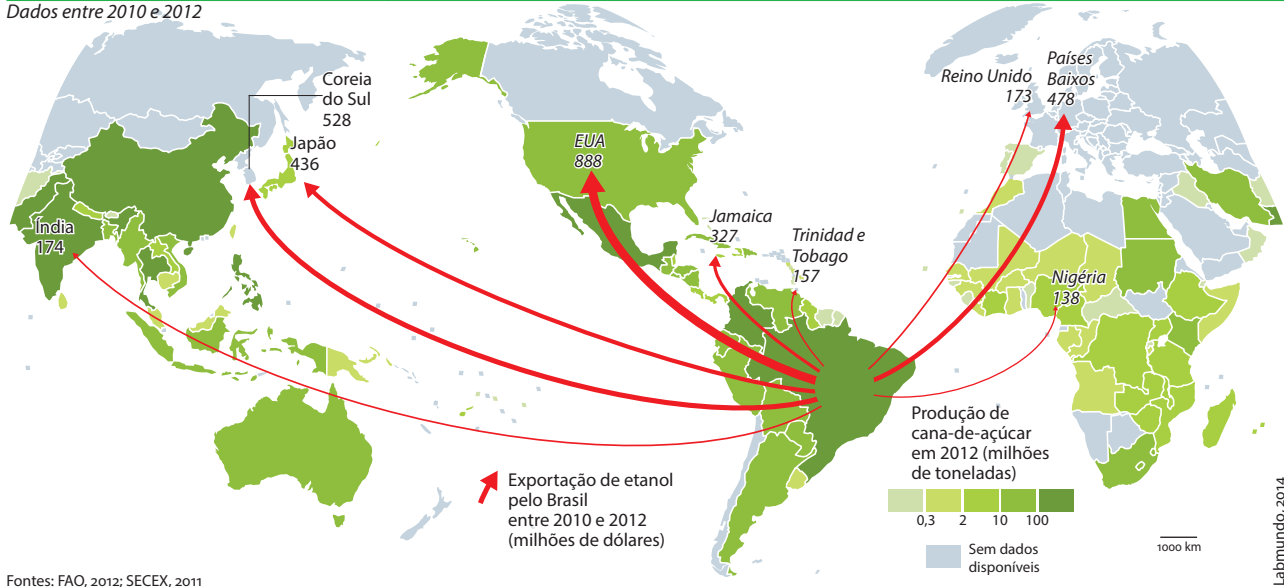 Dados entre 2010 e 2012
Coreia
do Sul
528
Japão
436
Índia
174
EUA
888
Jamaica
327
Trinidad e
Tobago
157
Reino Unido
173
Países
Baixos
478
Nigéria
138
Exportação de etanol
pelo Brasil
entre 2010 e 2012
(milhões de dólares)
Produção de
cana-de-açúcar
em 2012 (milhões
de toneladas)
0,3 2 10 100
Sem dados
disponíveis
1000 km
Labmundo, 2014
Fontes: FAO, 2012; SECEX, 2011